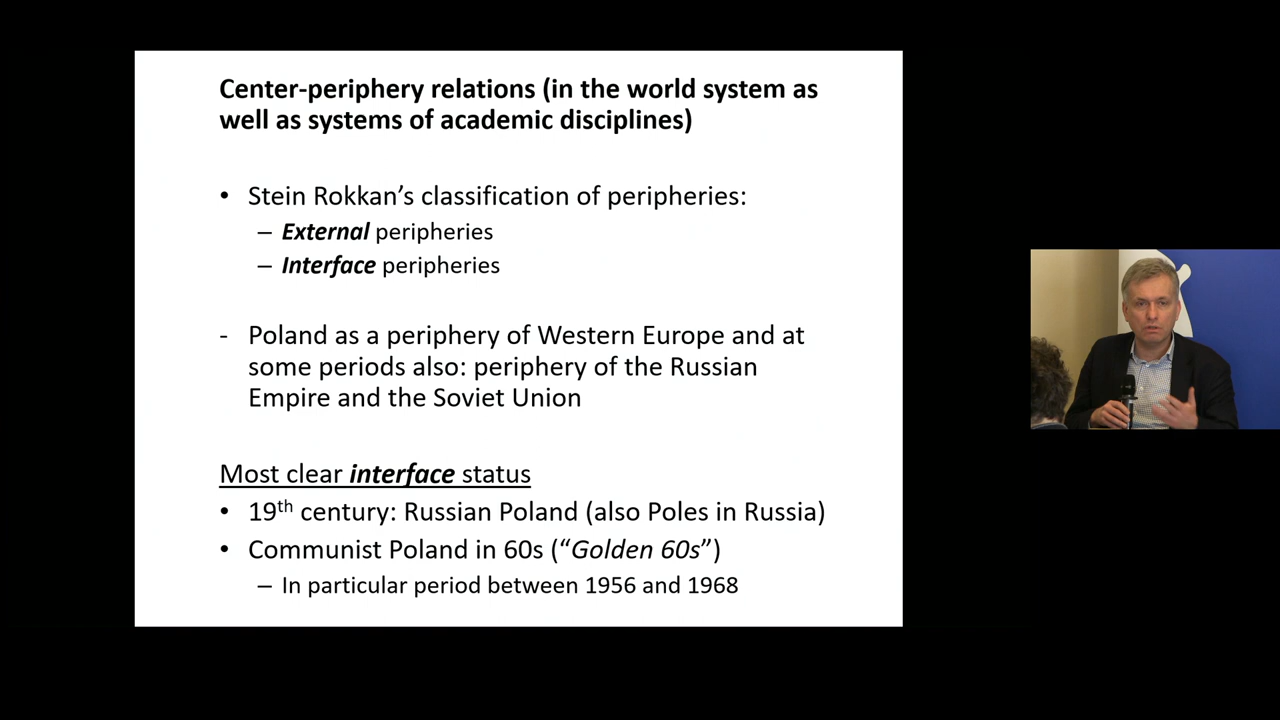 Center-periphery relations (in the world system as
well as systems of academic disciplines)
• Stein Rokkan's classification of peripheries:
– External peripheries
– Interface peripheries
- Poland as a periphery of Western Europe and at
some periods also: periphery of the Russian
Empire and the Soviet Union
Most clear interface status
• 19th century: Russian Poland (also Poles in Russia)
• Communist Poland in 60s ("Golden 60s")
– In particular period between 1956 and 1968